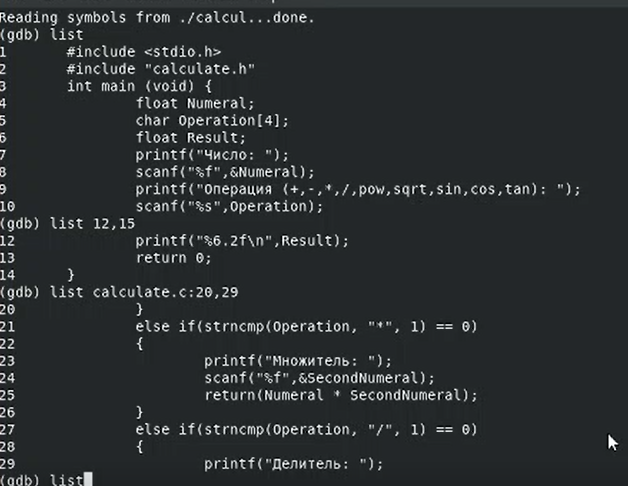 Reading symbols from ./calcul...done.
(gdb) list
1       #include <stdio.h>
2       #include "calculate.h"
3       int main (void) {
4               float Numeral;
5               char Operation[4];
6               float Result;
7               printf("Число: ");
8               scanf("%f",&Numeral);
9               printf("Операция (+,-,*,/,pow,sqrt,sin,cos,tan): ");
10              scanf("%s",Operation);
(gdb) list 12,15
12              printf("%6.2f\n",Result);
13              return 0;
14      }
(gdb) list calculate.c:20,29
20              }
21              else if(strncmp(Operation, "*", 1) == 0)
22              {
23                      printf("Множитель: ");
24                      scanf("%f",&SecondNumeral);
25                      return(Numeral * SecondNumeral);
26              }
27              else if(strncmp(Operation, "/", 1) == 0)
28              {
29                      printf("Делитель: ");
(gdb) list